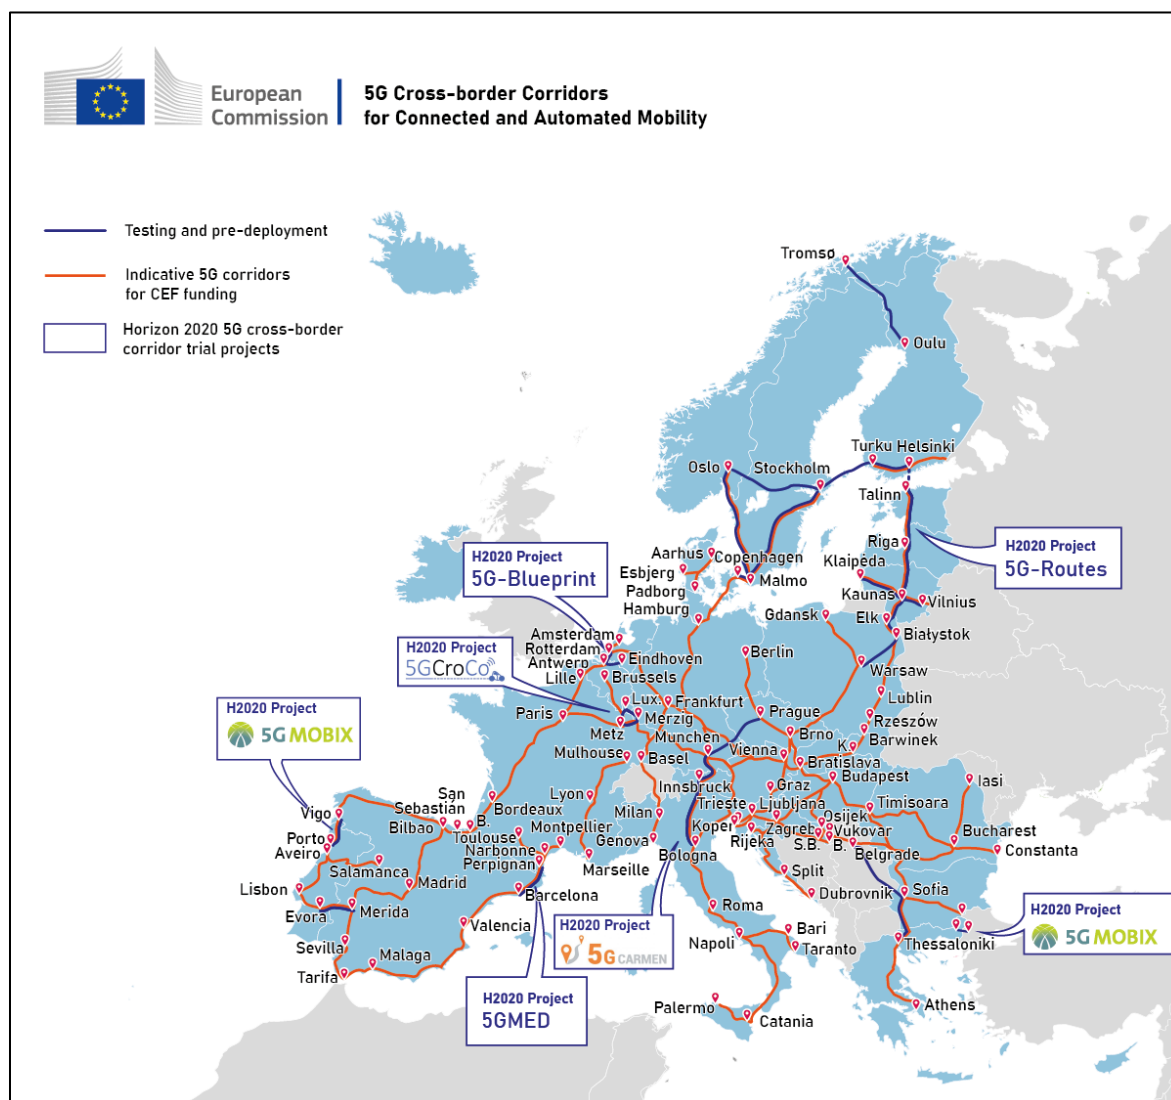 European
Commission
5G Cross-border Corridors
for Connected and Automated Mobility
Testing and pre-deployment
Indicative 5G corridors
for CEF funding
Horizon 2020 5G cross-border
corridor trial projects
Tromsø
Oulu
Turku
Helsinki
Oslo
Stockholm
Talinn
Riga
H2020 Project
5G-Routes
Aarhus
Copenhagen
Esbjerg
Malmo
Padborg
Hamburg
Klaipėda
Kaunas
Vilnius
Gdansk
Elk
Białystok
H2020 Project
5G-Blueprint
Amsterdam
Rotterdam
Antwerp
Eindhoven
Lille
Brussels
Berlin
Warsaw
H2020 Project
5GCroCo
Lux.
Frankfurt
Lublin
Paris
Merzig
Metz
Prague
Rzeszów
Munchen
Brno
Barwinek
K.
H2020 Project
5G MOBIX
Mulhouse
Basel
Vienna
Bratislava
Budapest
Innsbruck
Graz
Iasi
San
Sebastián
Bilbao
B.
Bordeaux
Lyon
Milan
Trieste
Ljubljana
Timisoara
Vigo
Porto
Aveiro
Toulouse
Montpellier
Narbonne
Perpignan
Genova
Koper
Rijeka
Zagreb
Osijek
Vukovar
S.B.
B.
Belgrade
Bucharest
Constanta
Salamanca
Marseille
Bologna
Madrid
Lisbon
Evora
Merida
Barcelona
Split
Dubrovnik
Sofia
Roma
Sevilla
Valencia
H2020 Project
5G CARMEN
Napoli
Bari
Taranto
Thessaloniki
H2020 Project
5G MOBIX
Malaga
Tarifa
H2020 Project
5GMED
Palermo
Catania
Athens